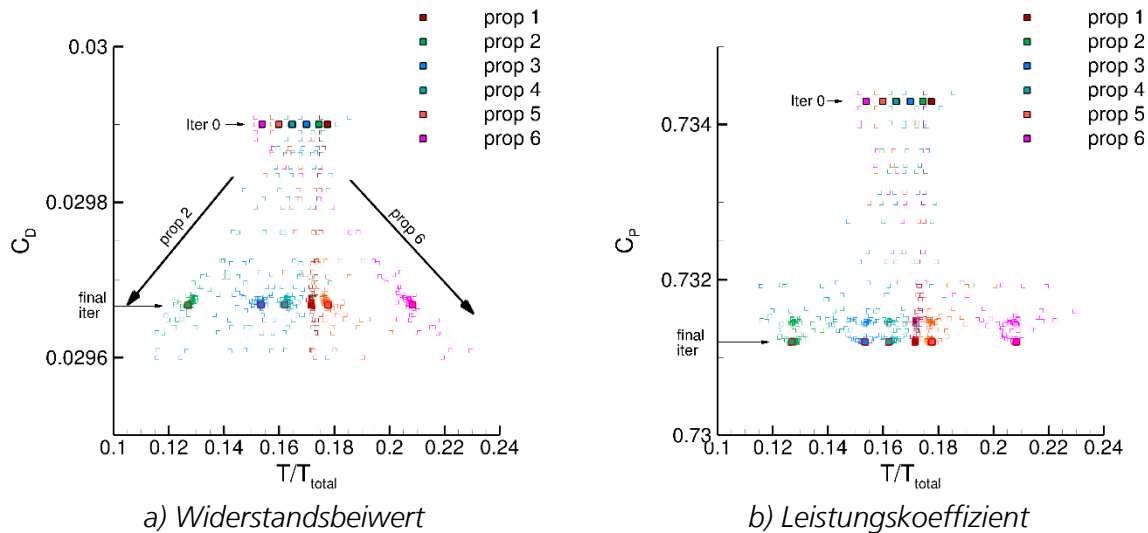 prop 1
prop 2
prop 3
prop 4
prop 5
prop 6
0.03
Iter 0
0.0298
prop 2
prop 6
C_D
final
iter
0.0296
0.1 0.12 0.14 0.16 0.18 0.2 0.22 0.24
T/T_total
a) Widerstandsbeiwert
prop 1
prop 2
prop 3
prop 4
prop 5
prop 6
Iter 0
0.734
C_P
0.732
final
iter
0.73
0.1 0.12 0.14 0.16 0.18 0.2 0.22 0.24
T/T_total
b) Leistungskoeffizient